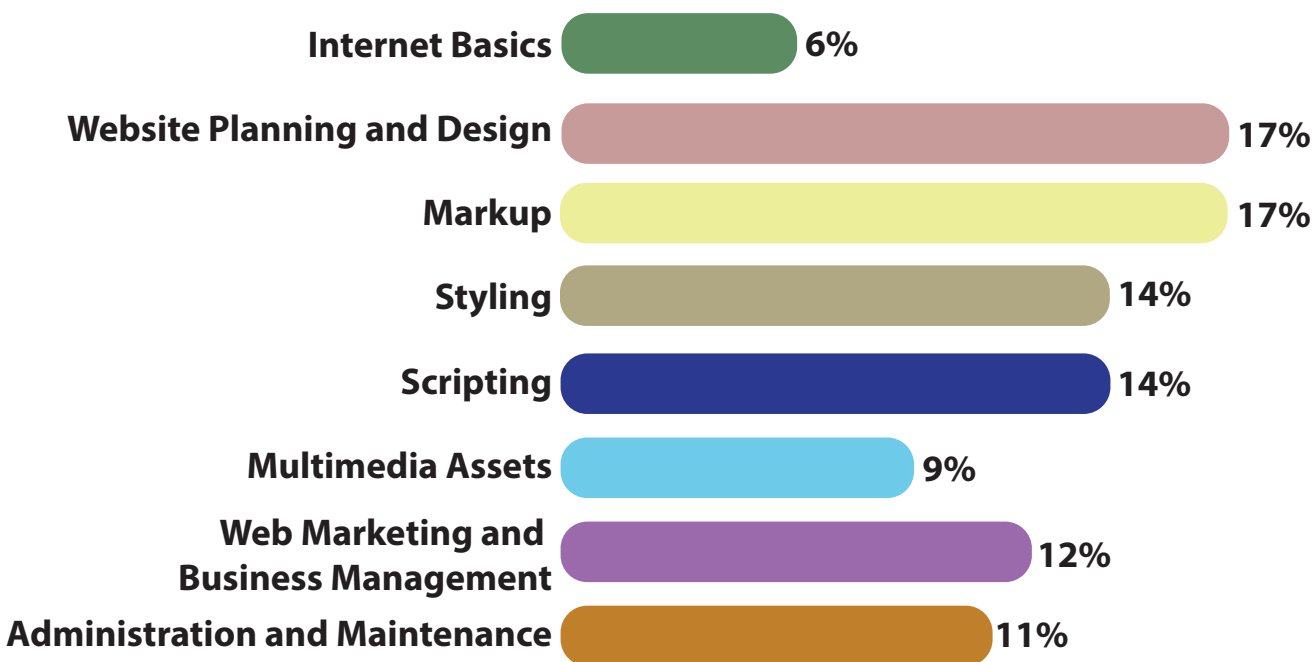 Internet Basics 6%
Website Planning and Design 17%
Markup 17%
Styling 14%
Scripting 14%
Multimedia Assets 9%
Web Marketing and
Business Management 12%
Administration and Maintenance 11%